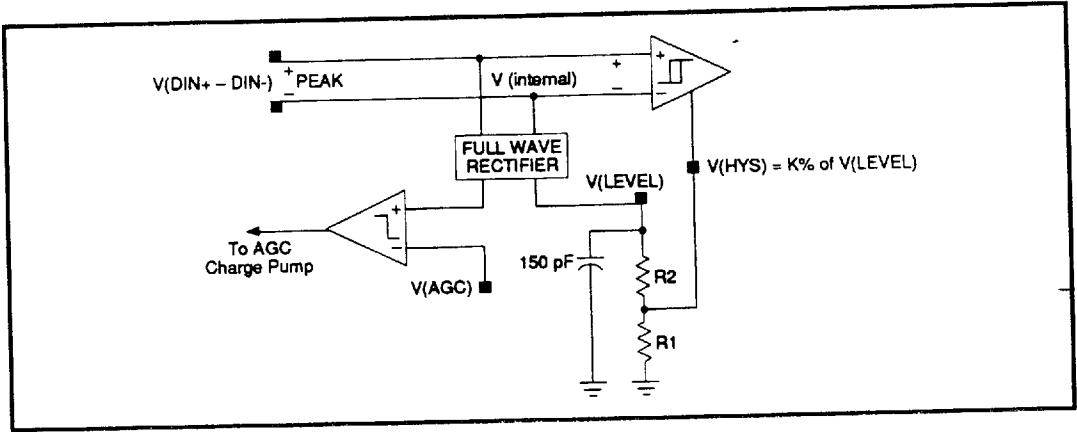 V(DIN+ – DIN-)
+
–
PEAK
V (internal)
+
–
+
–
FULL WAVE
RECTIFIER
V(HYS) = K% of V(LEVEL)
V(LEVEL)
+
–
To AGC
Charge Pump
V(AGC)
150 pF
R2
R1